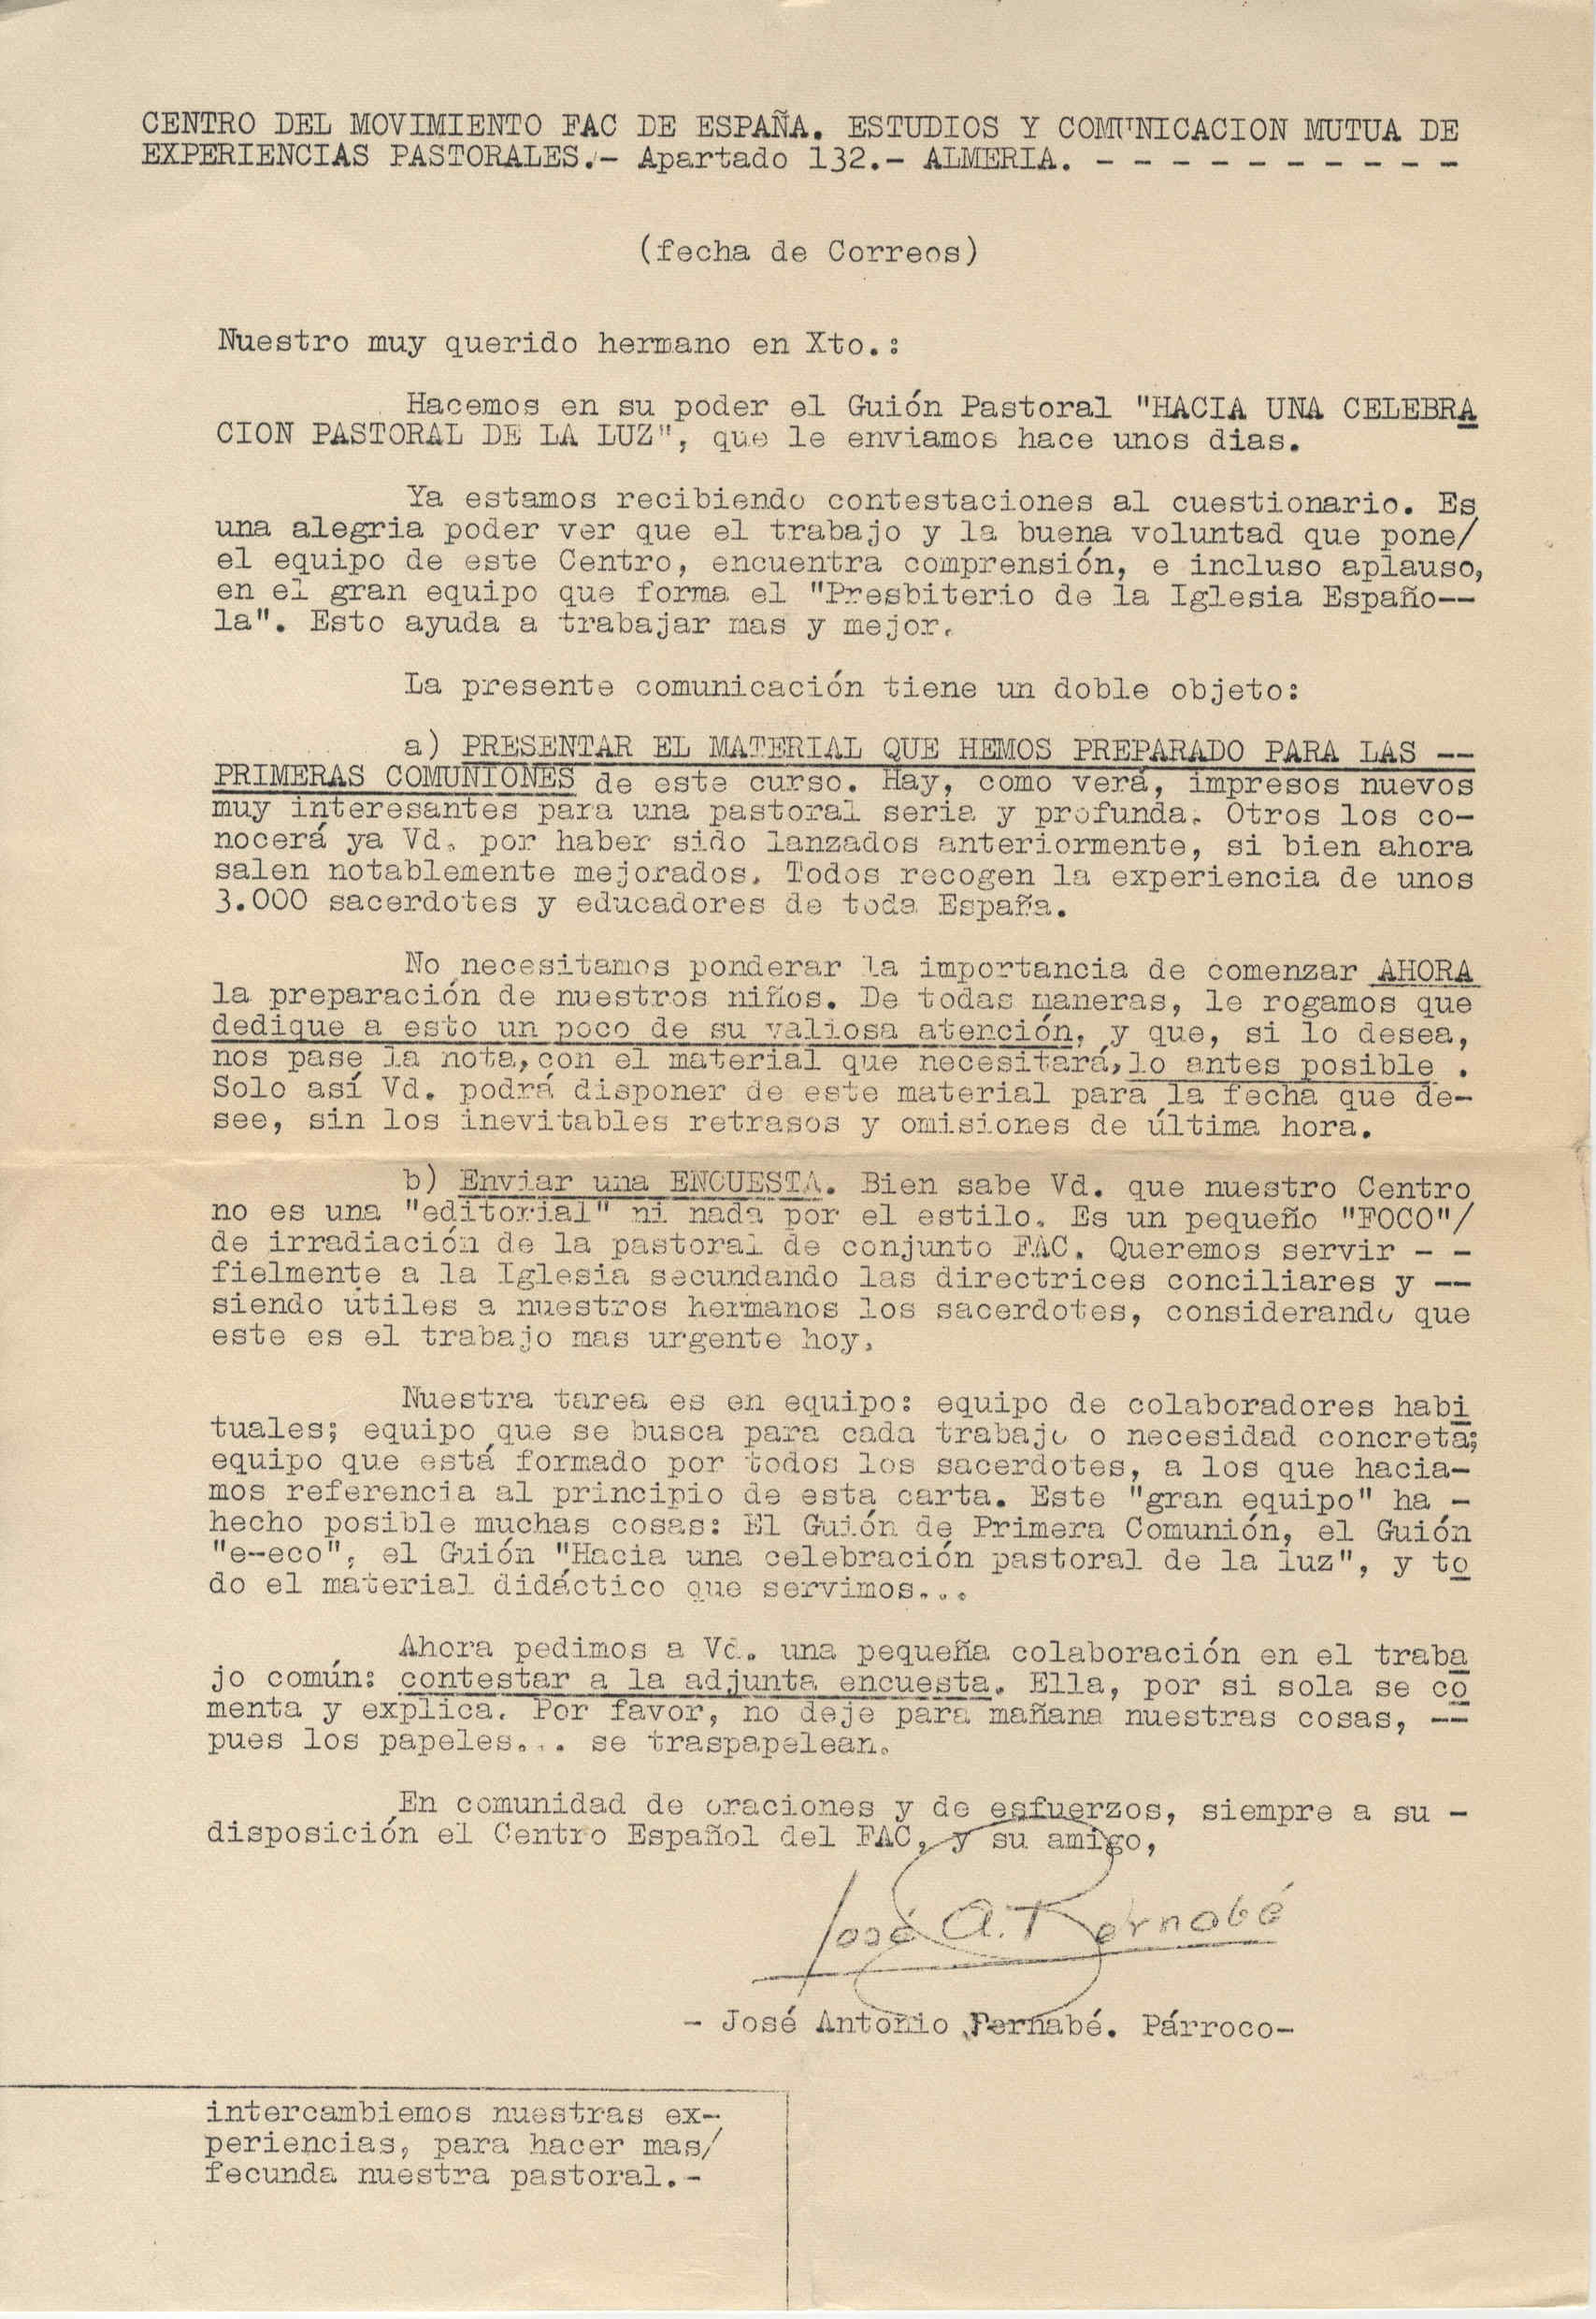 CENTRO DEL MOVIMIENTO FAC DE ESPAÑA. ESTUDIOS Y COMUNICACION MUTUA DE
EXPERIENCIAS PASTORALES.- Apartado 132.- ALMERIA. - - - - - - - - - -
(fecha de Correos)
Nuestro muy querido hermano en Xto.:
Hacemos en su poder el Guión Pastoral "HACIA UNA CELEBRA
CION PASTORAL DE LA LUZ", que le enviamos hace unos dias.
Ya estamos recibiendo contestaciones al cuestionario. Es
una alegria poder ver que el trabajo y la buena voluntad que pone/
el equipo de este Centro, encuentra comprensión, e incluso aplauso,
en el gran equipo que forma el "Presbiterio de la Iglesia Españo--
la". Esto ayuda a trabajar mas y mejor.
La presente comunicación tiene un doble objeto:
a) PRESENTAR EL MATERIAL QUE HEMOS PREPARADO PARA LAS --
PRIMERAS COMUNIONES de este curso. Hay, como verá, impresos nuevos
muy interesantes para una pastoral seria y profunda. Otros los co-
nocerá ya Vd. por haber sido lanzados anteriormente, si bien ahora
salen notablemente mejorados. Todos recogen la experiencia de unos
3.000 sacerdotes y educadores de toda España.
No necesitamos ponderar la importancia de comenzar AHORA
la preparación de nuestros niños. De todas maneras, le rogamos que
dedique a esto un poco de su valiosa atención, y que, si lo desea,
nos pase la nota, con el material que necesitará, lo antes posible .
Solo así Vd. podrá disponer de este material para la fecha que de-
see, sin los inevitables retrasos y omisiones de última hora.
b) Enviar una ENCUESTA. Bien sabe Vd. que nuestro Centro
no es una "editorial" ni nada por el estilo. Es un pequeño "FOCO"/
de irradiación de la pastoral de conjunto FAC. Queremos servir - -
fielmente a la Iglesia secundando las directrices conciliares y --
siendo útiles a nuestros hermanos los sacerdotes, considerando que
este es el trabajo mas urgente hoy.
Nuestra tarea es en equipo: equipo de colaboradores habi
tuales; equipo que se busca para cada trabajo o necesidad concreta;
equipo que está formado por todos los sacerdotes, a los que hacia-
mos referencia al principio de esta carta. Este "gran equipo" ha -
hecho posible muchas cosas: El Guión de Primera Comunión, el Guión
"e-eco", el Guión "Hacia una celebración pastoral de la luz", y to
do el material didáctico que servimos...
Ahora pedimos a Vd. una pequeña colaboración en el traba
jo común: contestar a la adjunta encuesta. Ella, por si sola se co
menta y explica. Por favor, no deje para mañana nuestras cosas, --
pues los papeles... se traspapelean.
En comunidad de oraciones y de esfuerzos, siempre a su -
disposición el Centro Español del FAC, y su amigo,
José A. Bernabé
- José Antonio Bernabé. Párroco-
intercambiemos nuestras ex-
periencias, para hacer mas/
fecunda nuestra pastoral.-